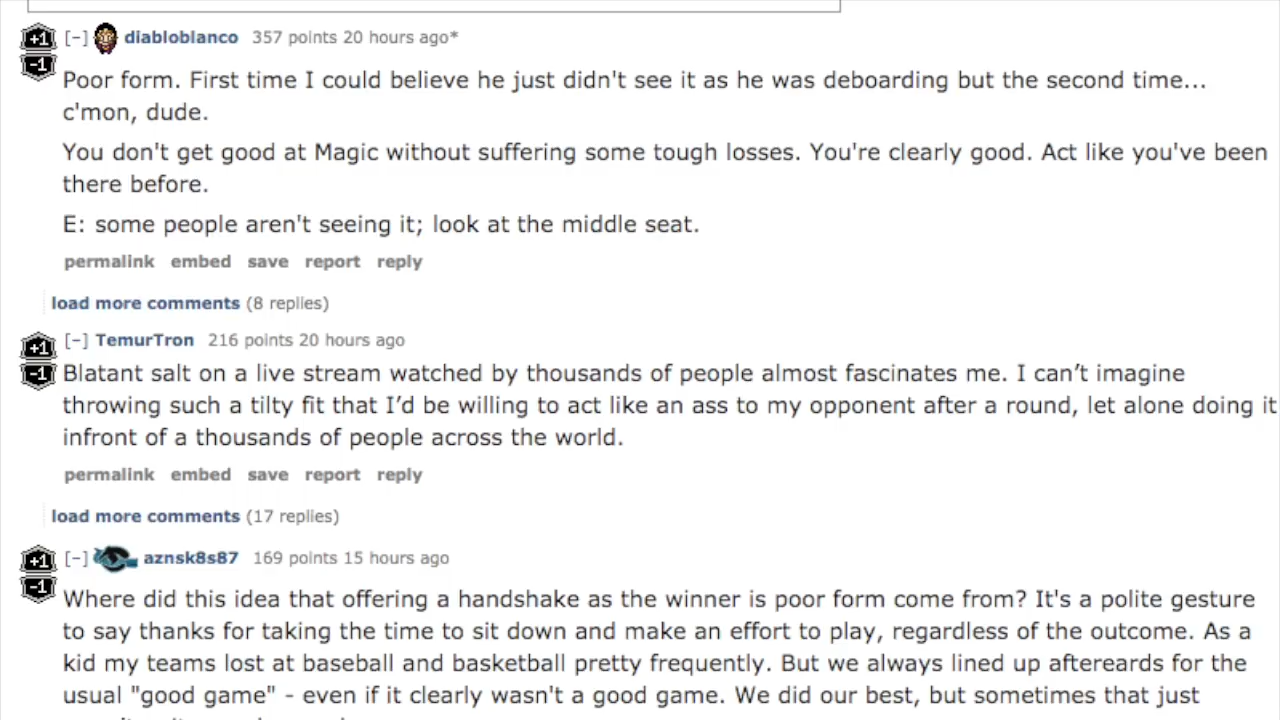 +1 [-] diabloblanco 357 points 20 hours ago*
-1
Poor form. First time I could believe he just didn't see it as he was deboarding but the second time...
c'mon, dude.
You don't get good at Magic without suffering some tough losses. You're clearly good. Act like you've been
there before.
E: some people aren't seeing it; look at the middle seat.
permalink embed save report reply
load more comments (8 replies)
+1 [-] TemurTron 216 points 20 hours ago
-1 Blatant salt on a live stream watched by thousands of people almost fascinates me. I can’t imagine
throwing such a tilty fit that I’d be willing to act like an ass to my opponent after a round, let alone doing it
infront of a thousands of people across the world.
permalink embed save report reply
load more comments (17 replies)
+1 [-] aznsk8s87 169 points 15 hours ago
-1
Where did this idea that offering a handshake as the winner is poor form come from? It's a polite gesture
to say thanks for taking the time to sit down and make an effort to play, regardless of the outcome. As a
kid my teams lost at baseball and basketball pretty frequently. But we always lined up aftereards for the
usual "good game" - even if it clearly wasn't a good game. We did our best, but sometimes that just